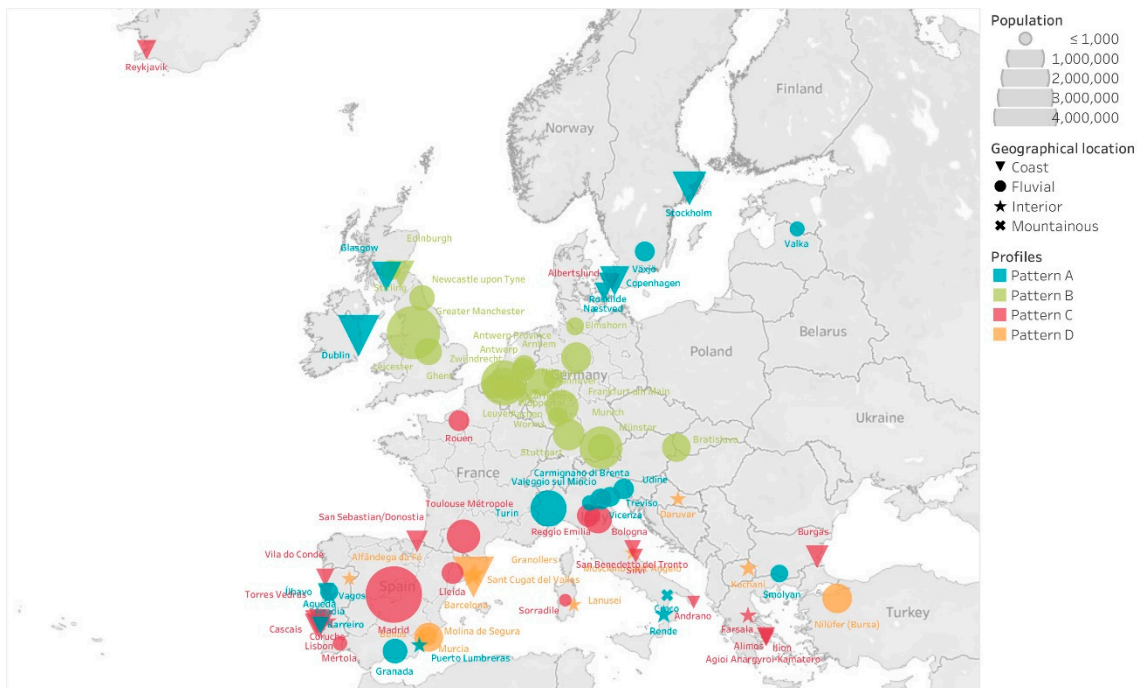 Population
≤ 1,000
1,000,000
2,000,000
3,000,000
4,000,000
Geographical location
Coast
Fluvial
Interior
Mountainous
Profiles
Pattern A
Pattern B
Pattern C
Pattern D
Reykjavík
Norway
Finland
Stockholm
Valka
Edinburgh
Glasgow
Stirling
Växjö
Albertslund
Copenhagen
Roskilde
Næstved
Newcastle upon Tyne
Greater Manchester
Elmshorn
Belarus
Dublin
Antwerp Province
Arnhem
Antwerp
Zwijndrecht
Poland
Leicester
Ghent
Germany
Hannover
Frankfurt am Main
Leuven
Aachen
Munich
Worms
Münster
Ukraine
Rouen
Stuttgart
Bratislava
France
Carmignano di Brenta
Valeggio sul Mincio
Udine
Treviso
Toulouse Métropole
Turin
Vicenza
Daruvar
San Sebastian/Donostia
Reggio Emilia
Bologna
Burgas
Vila do Conde
Alfândega da Fé
Granollers
San Benedetto del Tronto
Silvi
Spain
Lleida
Sant Cugat del Vallès
Kochani
Ílhavo
Vagos
Smolyan
Torres Vedras
Águeda
Barcelona
Sorradile
Lanusei
Turkey
Barreiro
Croco
Andrano
Nilüfer (Bursa)
Cascais
Coruche
Madrid
Molina de Segura
Rende
Farsala
Lisbon
Murcia
Alimos
Ilion
Mértola
Granada
Puerto Lumbreras
Agioi Anargyroi-Kamatero